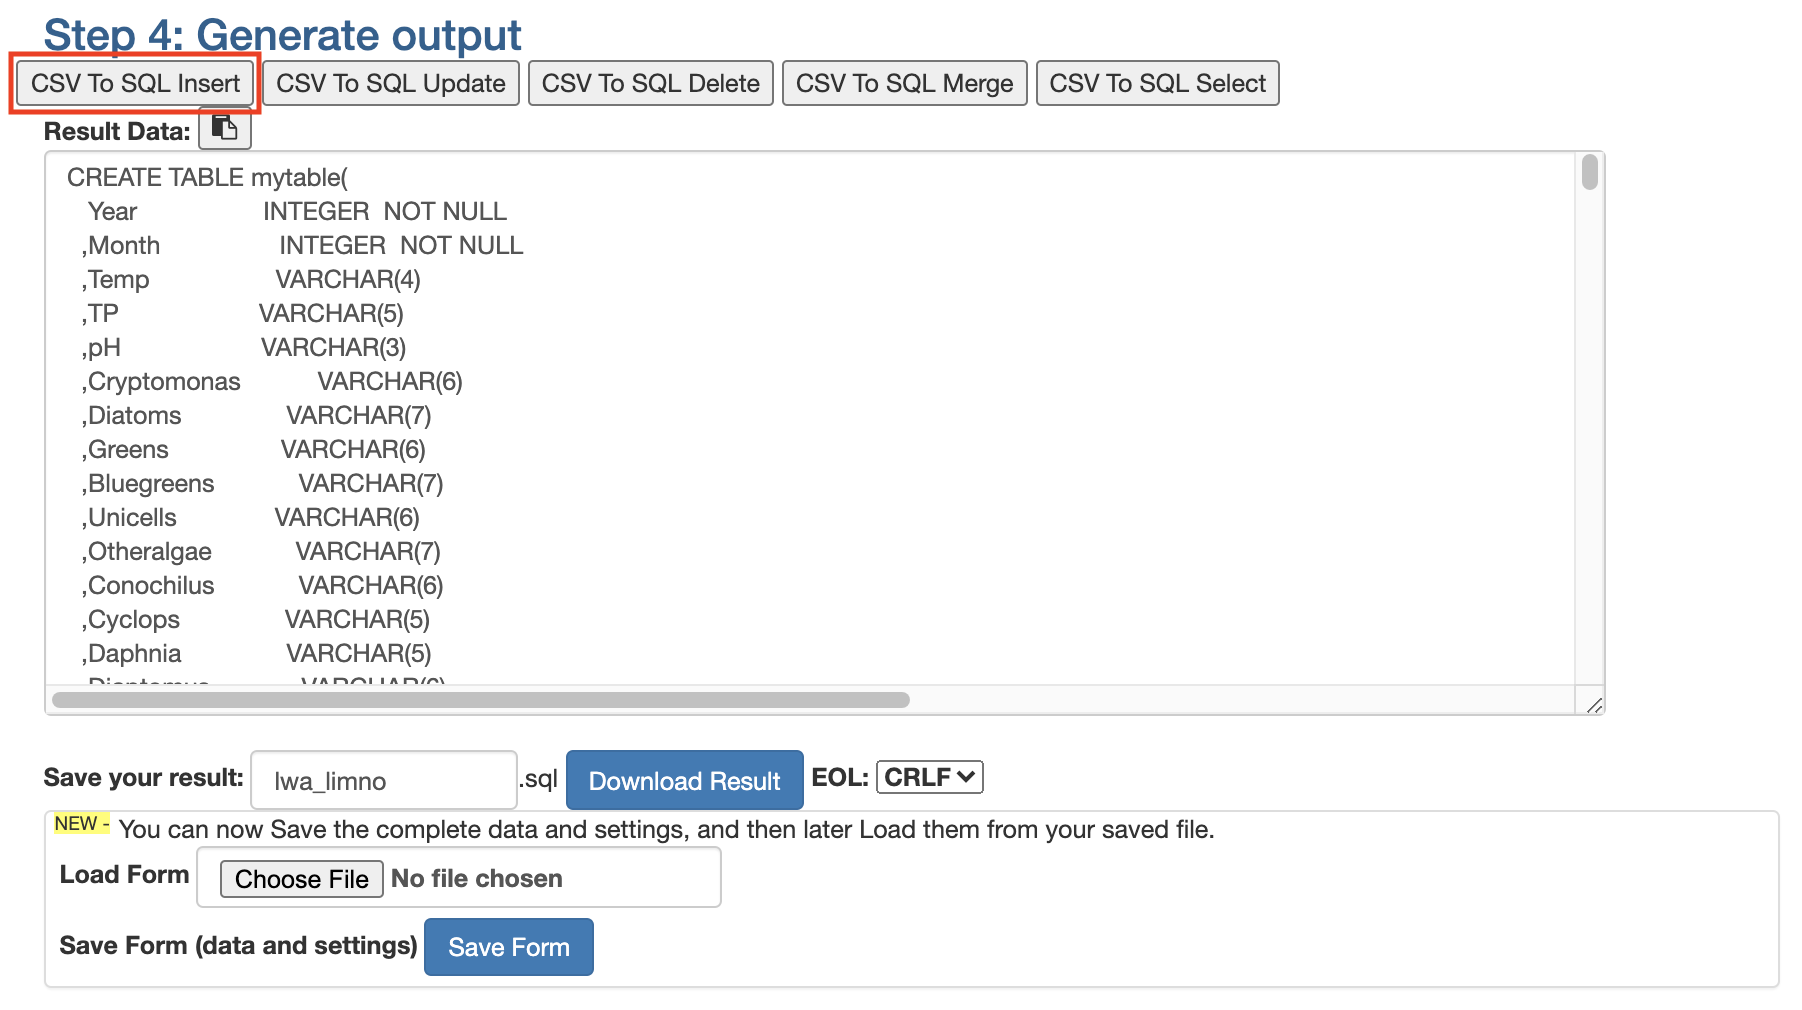 Step 4: Generate output
CSV To SQL Insert CSV To SQL Update CSV To SQL Delete CSV To SQL Merge CSV To SQL Select
Result Data:
CREATE TABLE mytable(
Year INTEGER NOT NULL
,Month INTEGER NOT NULL
,Temp VARCHAR(4)
,TP VARCHAR(5)
,pH VARCHAR(3)
,Cryptomonas VARCHAR(6)
,Diatoms VARCHAR(7)
,Greens VARCHAR(6)
,Bluegreens VARCHAR(7)
,Unicells VARCHAR(6)
,Otheralgae VARCHAR(7)
,Conochilus VARCHAR(6)
,Cyclops VARCHAR(5)
,Daphnia VARCHAR(5)
,Diaptomus VARCHAR(6)
Save your result: lwa_limno .sql Download Result EOL: CRLF
NEW - You can now Save the complete data and settings, and then later Load them from your saved file.
Load Form Choose File No file chosen
Save Form (data and settings) Save Form